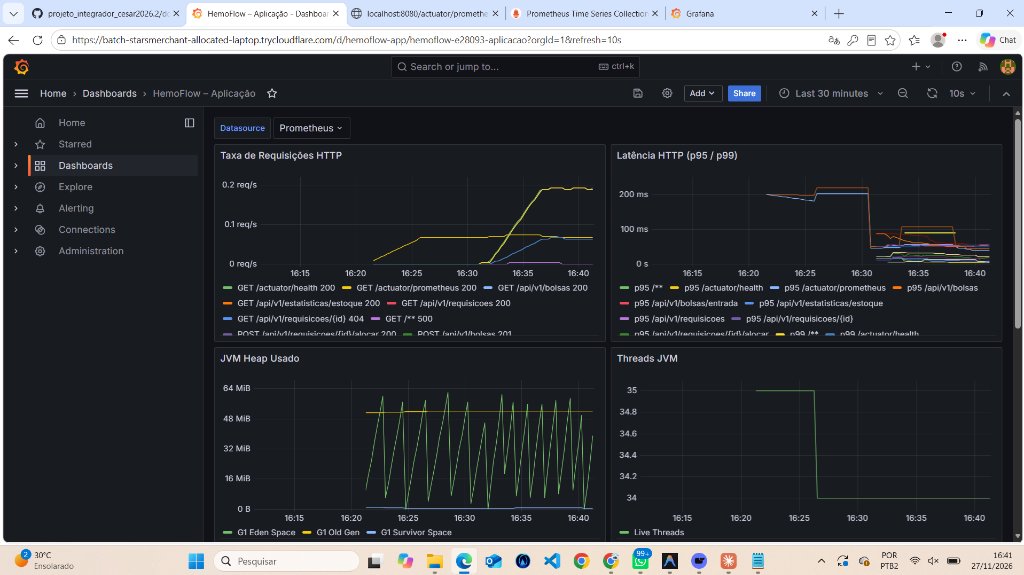 projeto_integrador_cesar2026.2/dc
HemoFlow – Aplicação - Dashboar
localhost:8080/actuator/promethe
Prometheus Time Series Collection
Grafana
https://batch-starsmerchant-allocated-laptop.trycloudflare.com/d/hemoflow-app/hemoflow-e28093-aplicacao?orgId=1&refresh=10s
Chat
Search or jump to...
ctrl+k
Home › Dashboards › HemoFlow – Aplicação
Add
Share
Last 30 minutes
10s
Home
Starred
Dashboards
Explore
Alerting
Connections
Administration
Datasource
Prometheus
Taxa de Requisições HTTP
0.2 req/s
0.1 req/s
0 req/s
16:15 16:20 16:25 16:30 16:35 16:40
GET /actuator/health 200 GET /actuator/prometheus 200 GET /api/v1/bolsas 200
GET /api/v1/estatisticas/estoque 200 GET /api/v1/requisicoes 200
GET /api/v1/requisicoes/{id} 404 GET /** 500
POST /api/v1/requisicoes/{id}/alocar 200 POST /api/v1/bolsas 201
Latência HTTP (p95 / p99)
200 ms
100 ms
0 s
16:15 16:20 16:25 16:30 16:35 16:40
p95 /** p95 /actuator/health p95 /actuator/prometheus p95 /api/v1/bolsas
p95 /api/v1/bolsas/entrada p95 /api/v1/estatisticas/estoque
p95 /api/v1/requisicoes p95 /api/v1/requisicoes/{id}
p95 /api/v1/requisicoes/{id}/alocar p99 /** p99 /actuator/health
JVM Heap Usado
64 MiB
48 MiB
32 MiB
16 MiB
0 B
16:15 16:20 16:25 16:30 16:35 16:40
G1 Eden Space G1 Old Gen G1 Survivor Space
Threads JVM
35
34.8
34.6
34.4
34.2
34
16:15 16:20 16:25 16:30 16:35 16:40
Live Threads
2
30°C
Ensolarado
Pesquisar
99+
POR
PTB2
16:41
27/11/2026